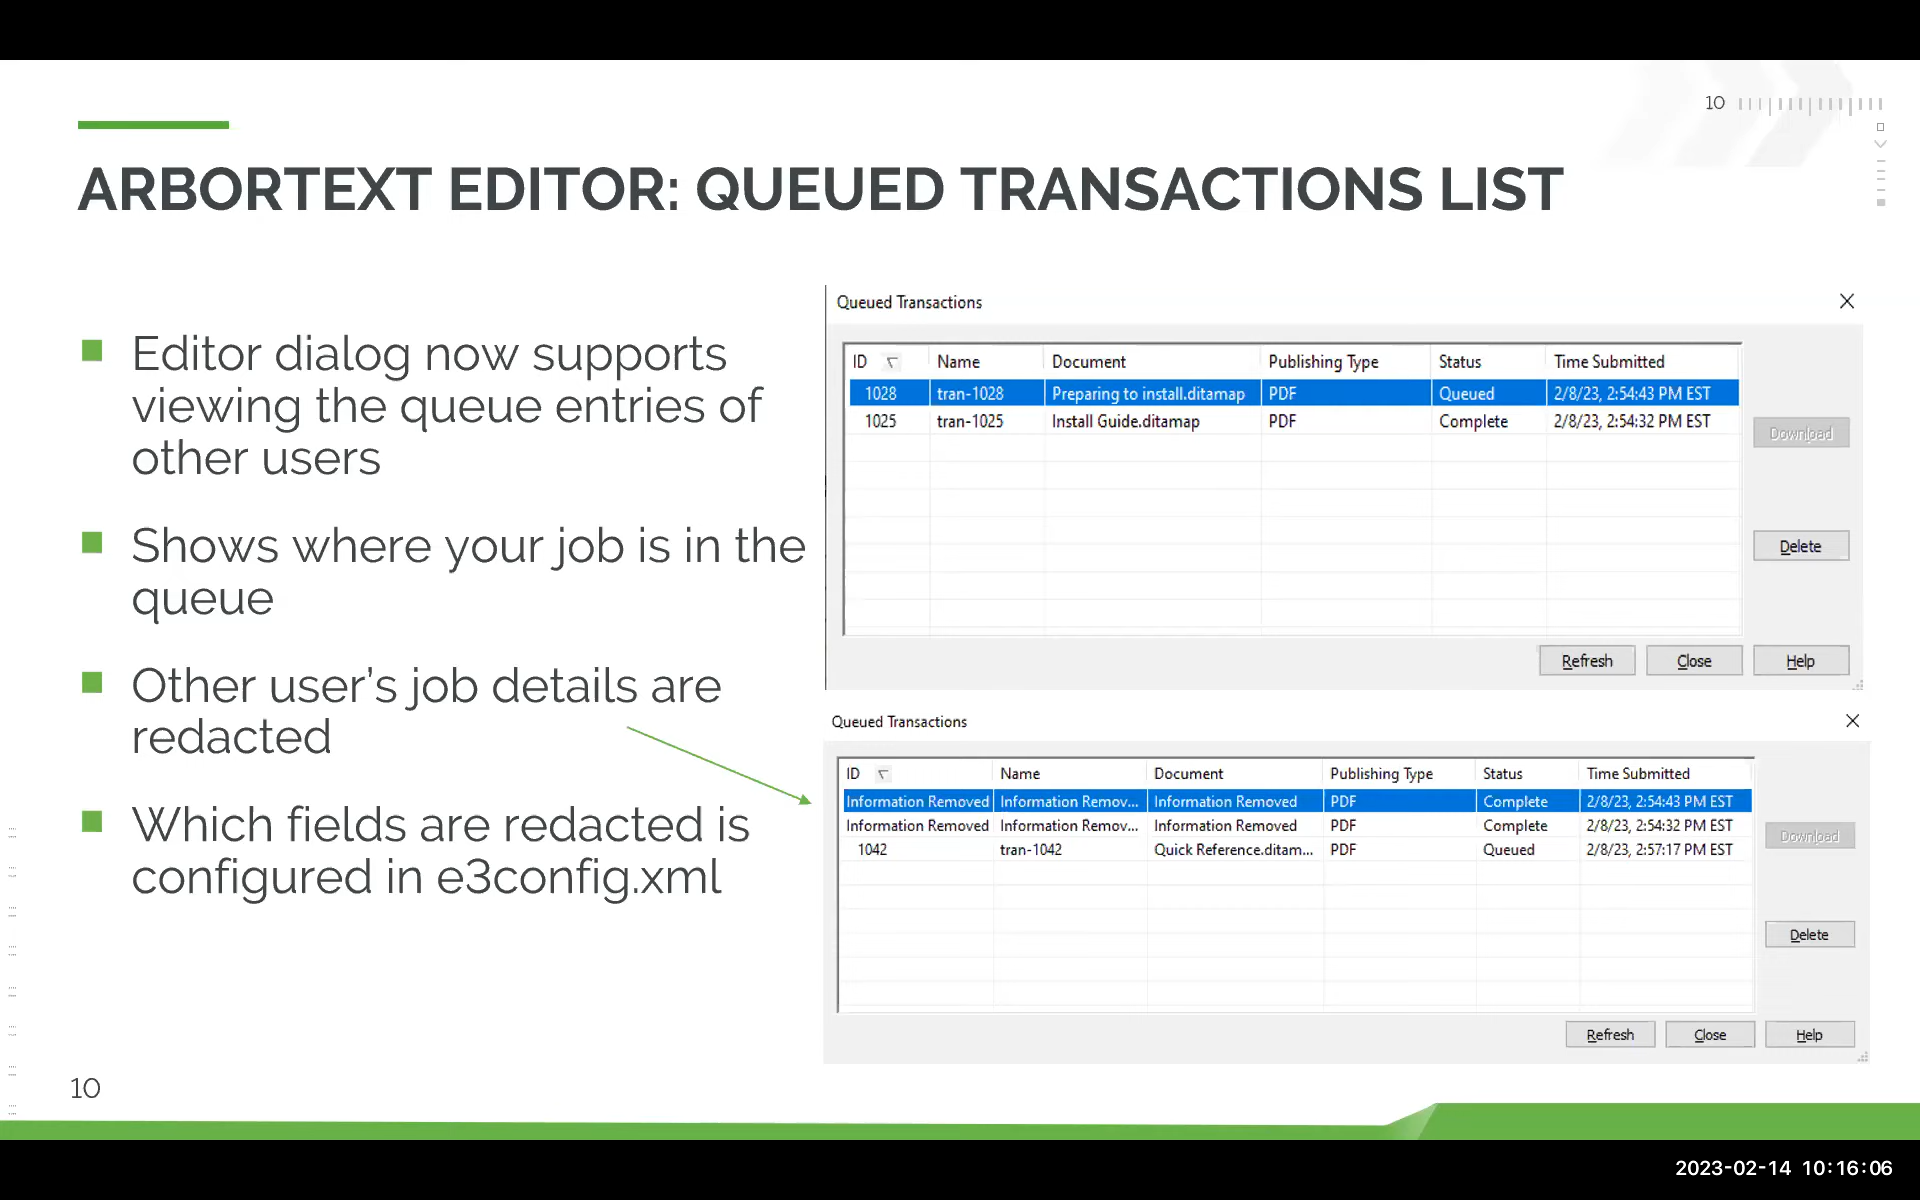 10
ARBORTEXT EDITOR: QUEUED TRANSACTIONS LIST
Editor dialog now supports
viewing the queue entries of
other users
Shows where your job is in the
queue
Other user's job details are
redacted
Which fields are redacted is
configured in e3config.xml
Queued Transactions
ID Name Document Publishing Type Status Time Submitted
1028 tran-1028 Preparing to install.ditamap PDF Queued 2/8/23, 2:54:43 PM EST
1025 tran-1025 Install Guide.ditamap PDF Complete 2/8/23, 2:54:32 PM EST
Download
Delete
Refresh Close Help
Queued Transactions
ID Name Document Publishing Type Status Time Submitted
Information Removed Information Remov... Information Removed PDF Complete 2/8/23, 2:54:43 PM EST
Information Removed Information Remov... Information Removed PDF Complete 2/8/23, 2:54:32 PM EST
1042 tran-1042 Quick Reference.ditam... PDF Queued 2/8/23, 2:57:17 PM EST
Download
Delete
Refresh Close Help
10
2023-02-14 10:16:06